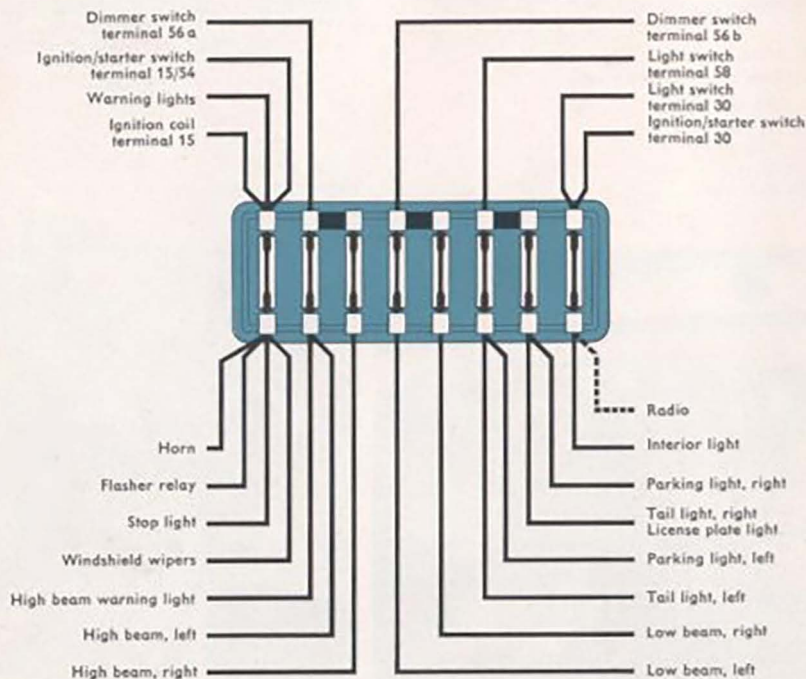 Dimmer switch
terminal 56 a
Ignition/starter switch
terminal 15/54
Warning lights
Ignition coil
terminal 15
Dimmer switch
terminal 56 b
Light switch
terminal 58
Light switch
terminal 30
Ignition/starter switch
terminal 30
Horn
Flasher relay
Stop light
Windshield wipers
High beam warning light
High beam, left
High beam, right
Radio
Interior light
Parking light, right
Tail light, right
License plate light
Parking light, left
Tail light, left
Low beam, right
Low beam, left